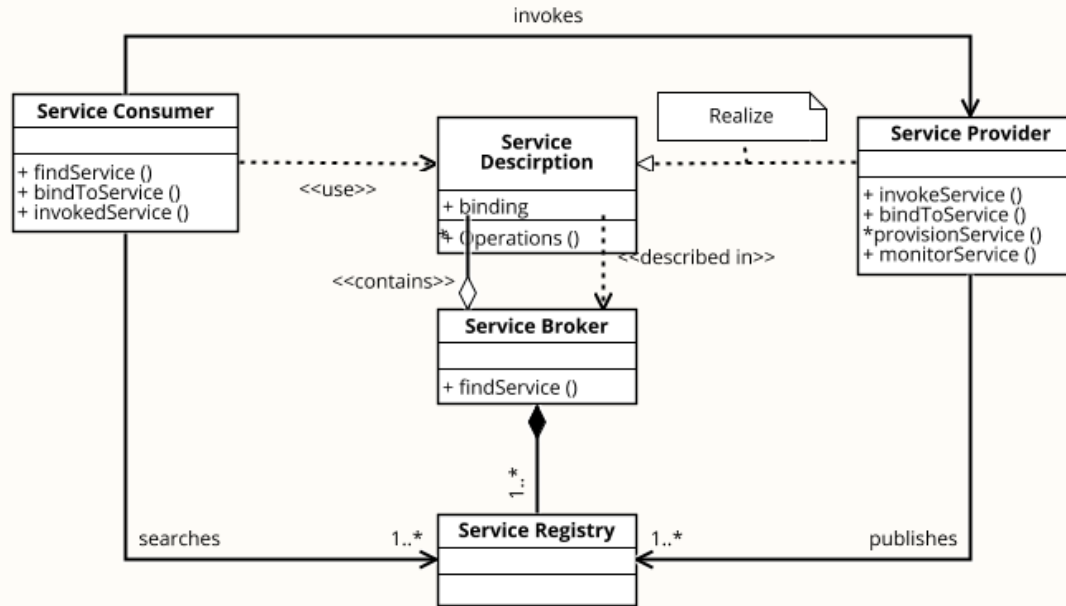 invokes
Service Consumer
+ findService ()
+ bindToService ()
+ invokedService ()
<<use>>
Service
Descirption
+ binding
*
+ Operations ()
Realize
Service Provider
+ invokeService ()
+ bindToService ()
*provisionService ()
+ monitorService ()
<<contains>>
<<described in>>
Service Broker
+ findService ()
1..*
searches
1..*
Service Registry
1..*
publishes